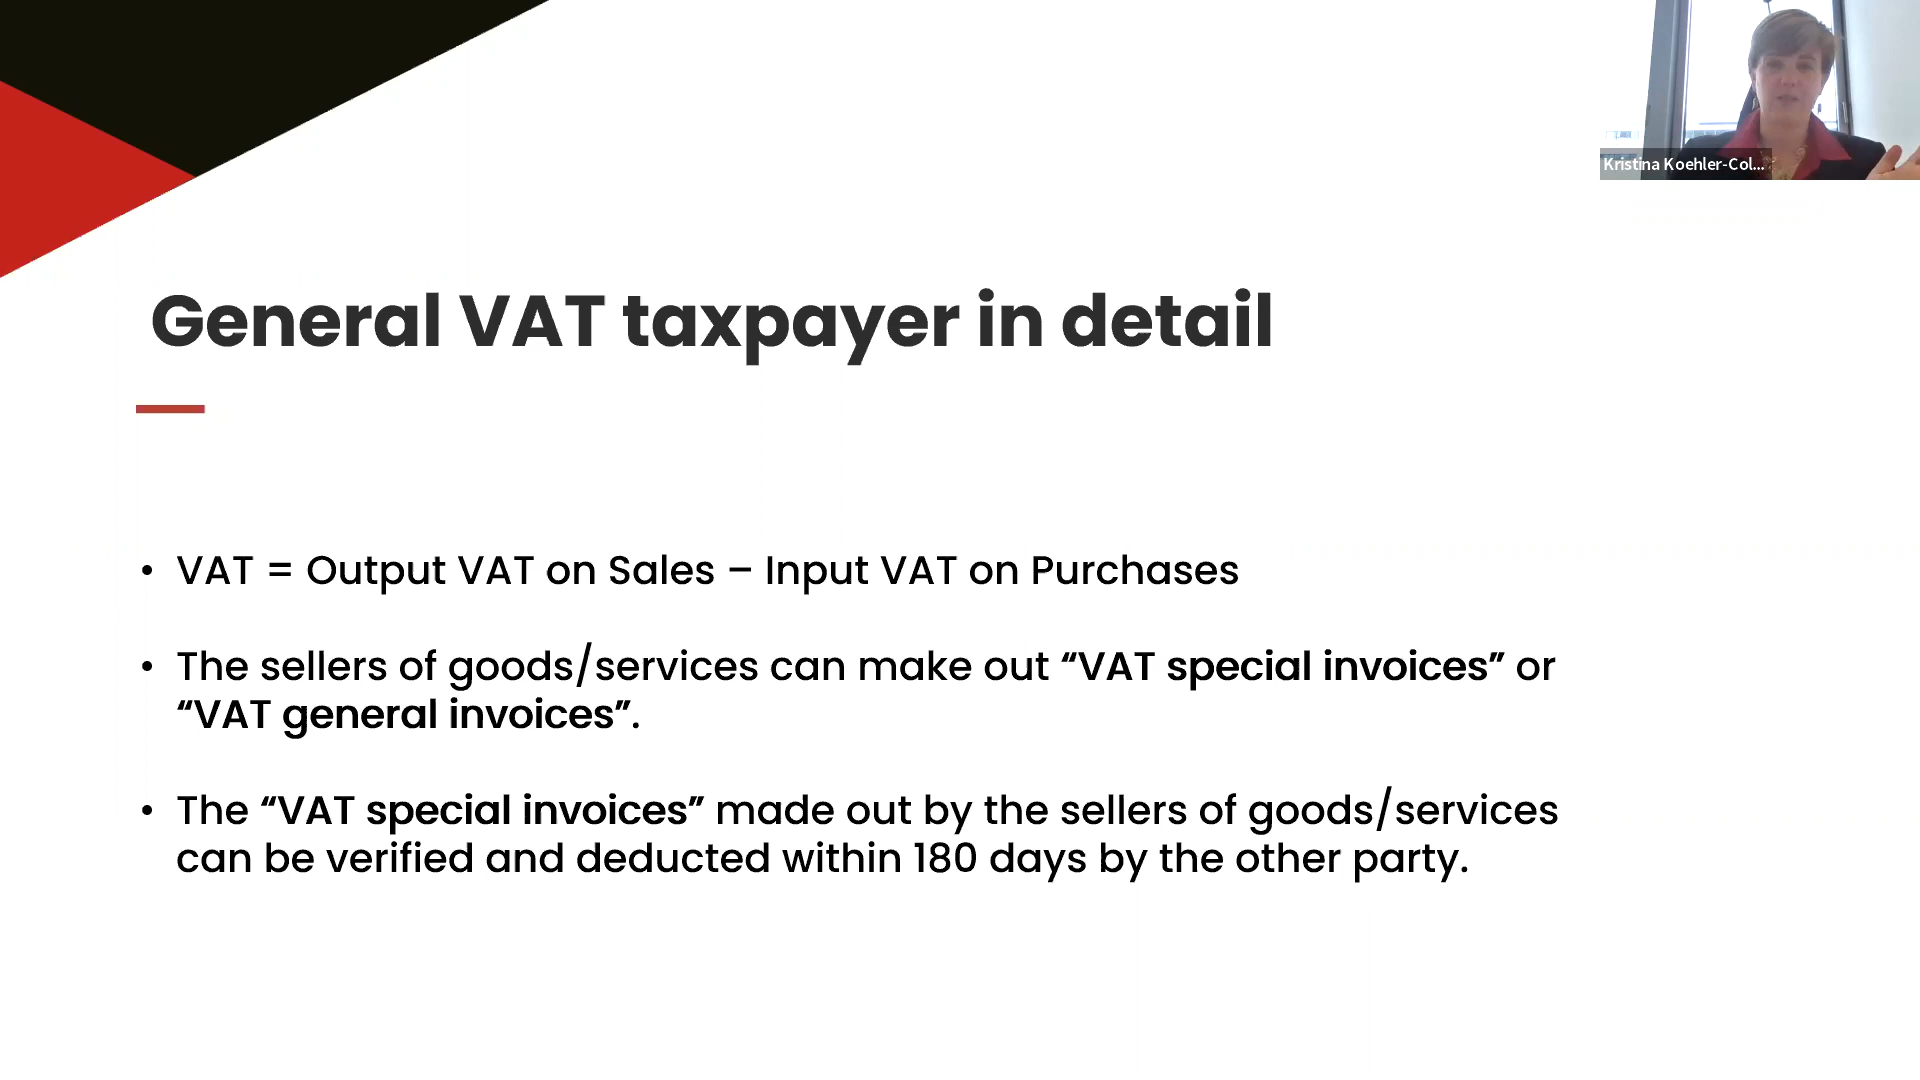 Kristina Koehler-Col...
General VAT taxpayer in detail
• VAT = Output VAT on Sales – Input VAT on Purchases
• The sellers of goods/services can make out “VAT special invoices” or
“VAT general invoices”.
• The “VAT special invoices” made out by the sellers of goods/services
can be verified and deducted within 180 days by the other party.